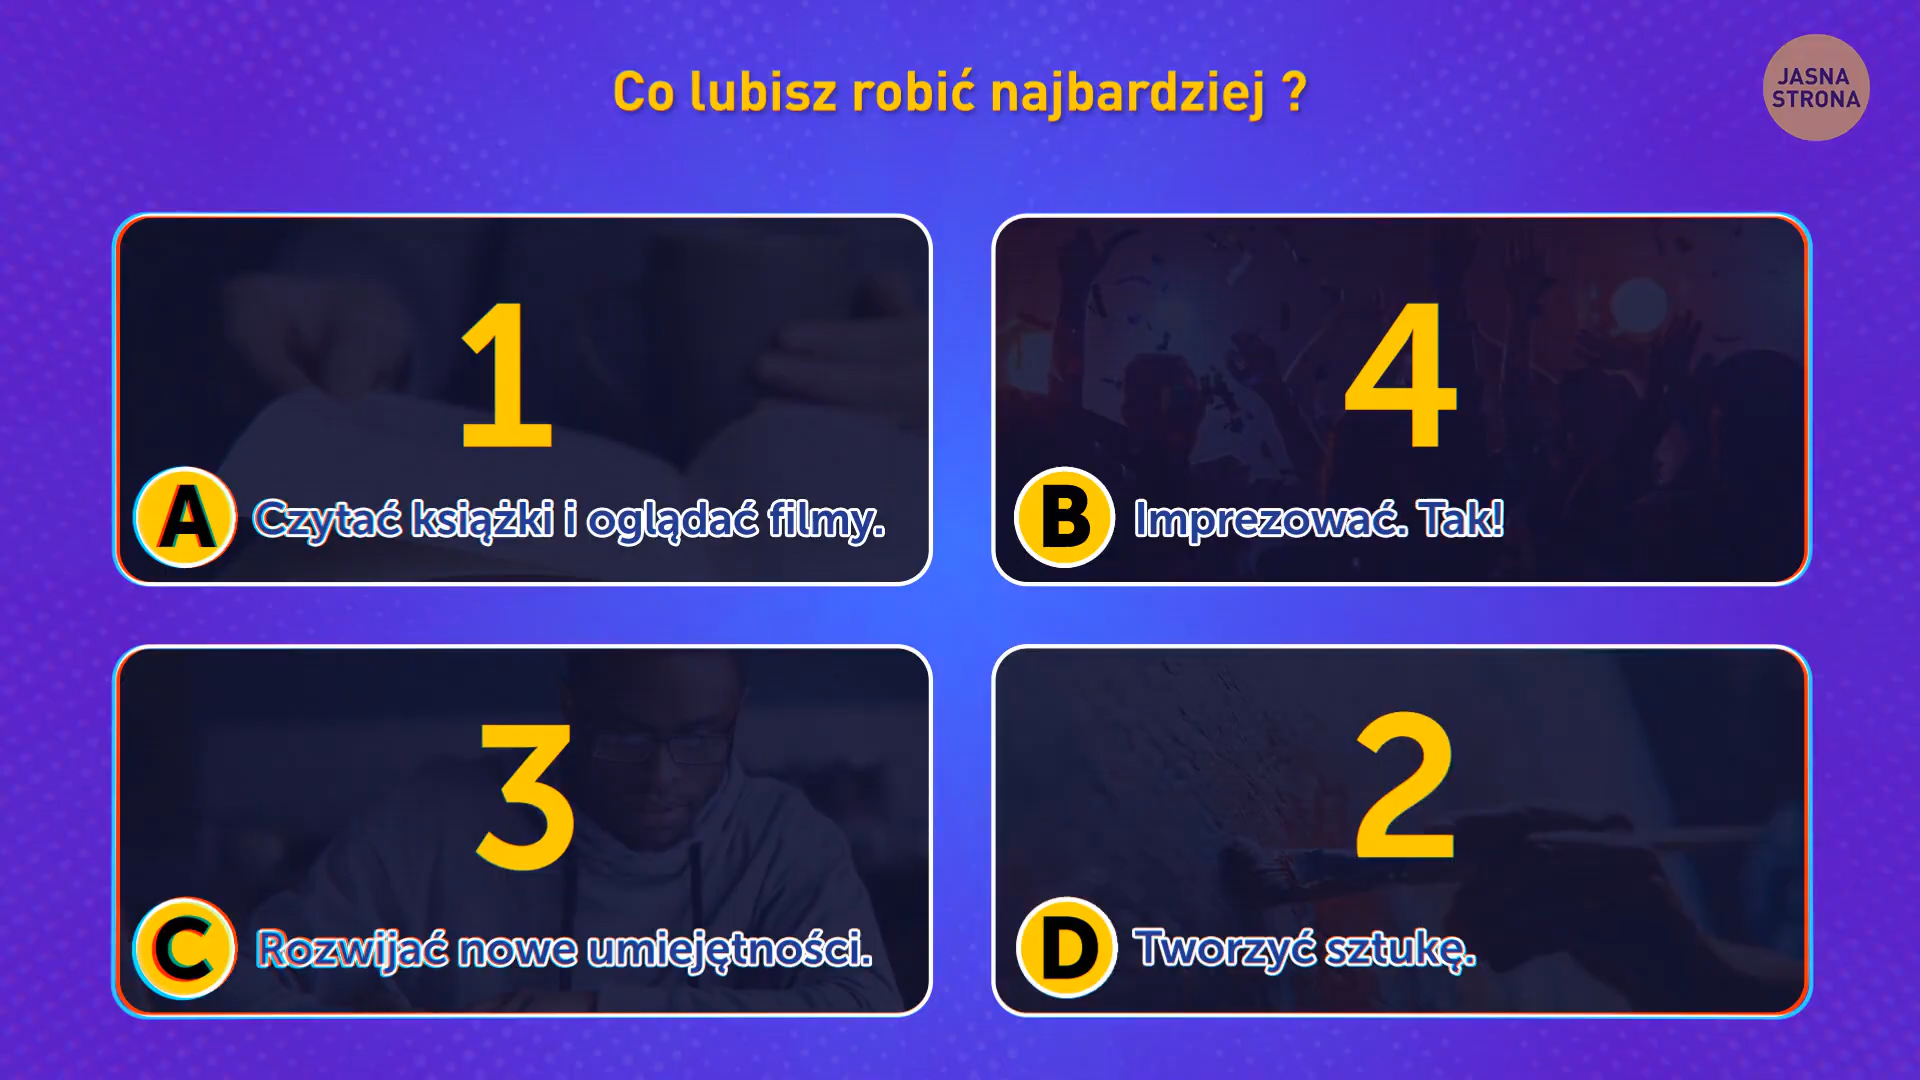 Co lubisz robić najbardziej ?
JASNA
STRONA
1
A Czytać książki i oglądać filmy.
4
B Imprezować. Tak!
3
C Rozwijać nowe umiejętności.
2
D Tworzyć sztukę.